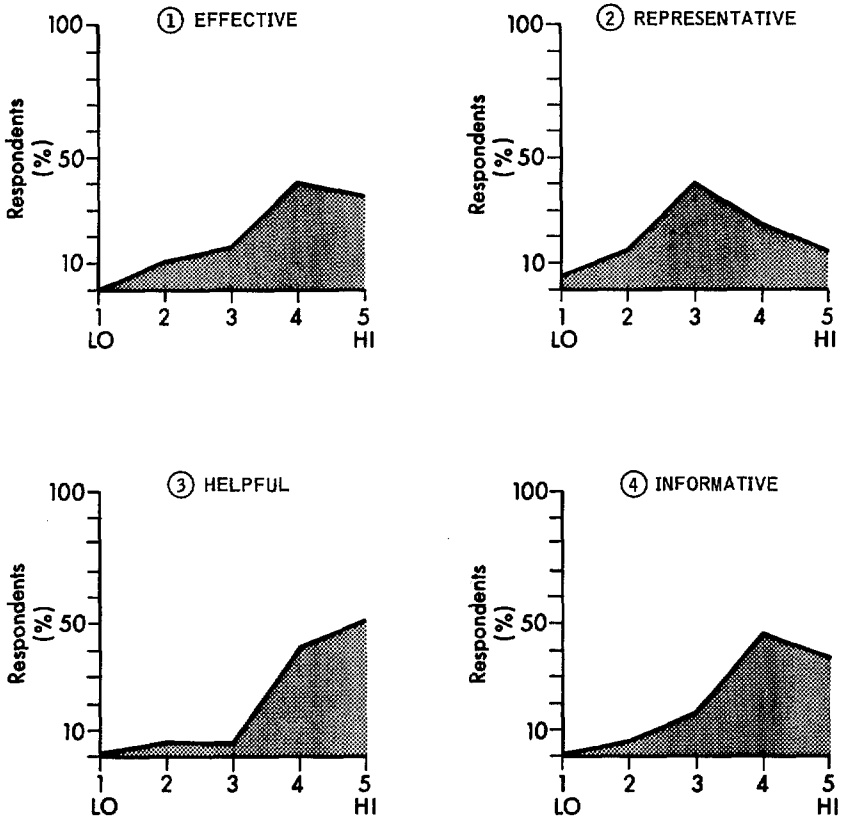 ① EFFECTIVE
100
50
10
Respondents
(%)
1 2 3 4 5
LO HI
② REPRESENTATIVE
100
50
10
Respondents
(%)
1 2 3 4 5
LO HI
③ HELPFUL
100
50
10
Respondents
(%)
1 2 3 4 5
LO HI
④ INFORMATIVE
100
50
10
Respondents
(%)
1 2 3 4 5
LO HI